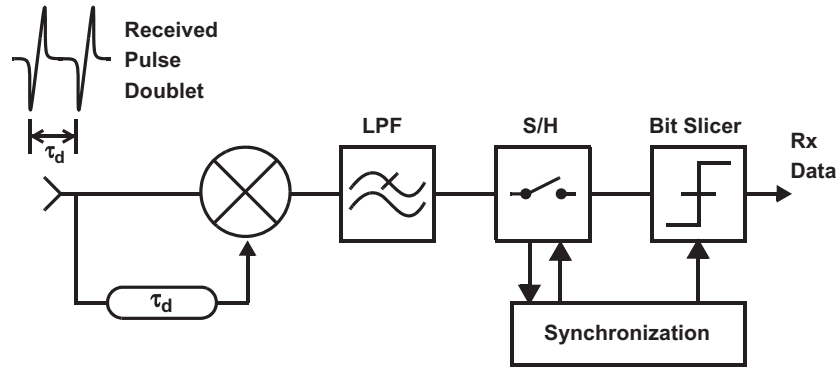 Received
Pulse
Doublet
τd
LPF
S/H
Bit Slicer
Rx
Data
τd
Synchronization